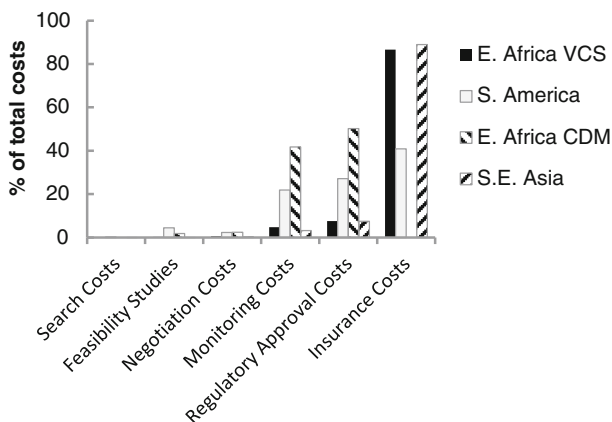 % of total costs
100
80
60
40
20
0
Search Costs
Feasibility Studies
Negotiation Costs
Monitoring Costs
Regulatory Approval Costs
Insurance Costs
E. Africa VCS
S. America
E. Africa CDM
S.E. Asia